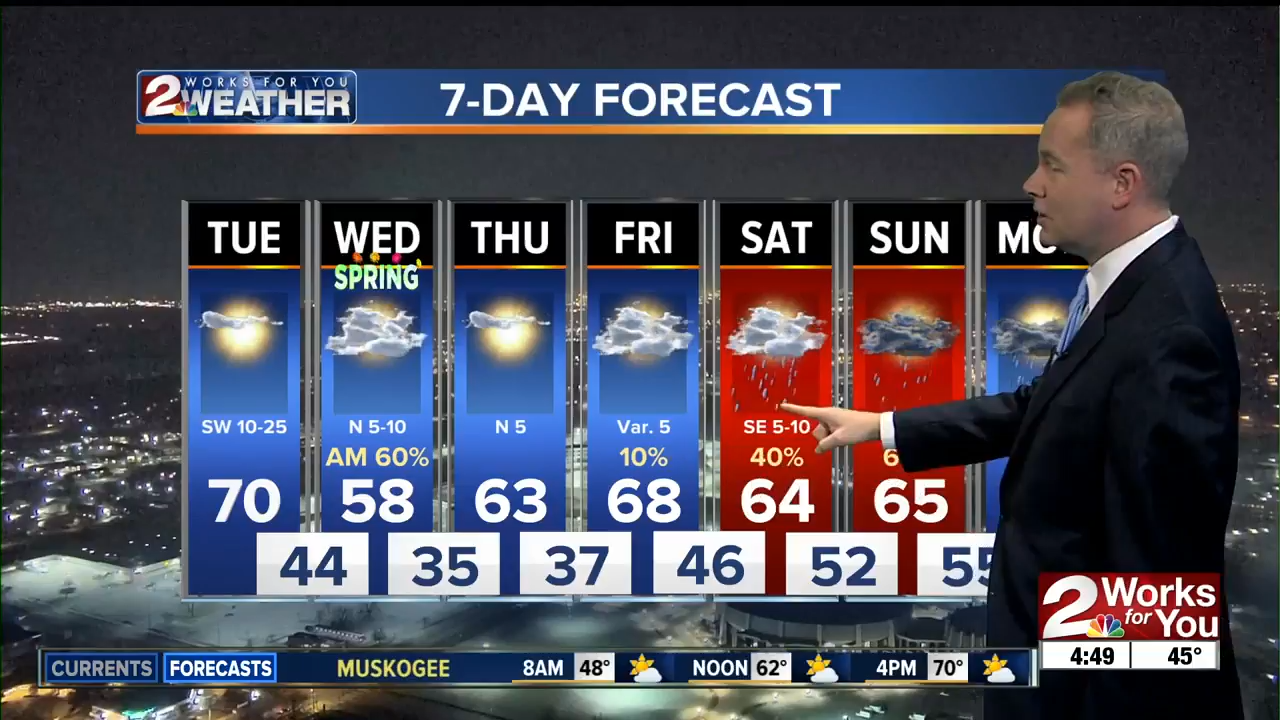 2 WORKS FOR YOU
WEATHER
7-DAY FORECAST
TUE WED THU FRI SAT SUN
SPRING
SW 10-25 N 5-10 N 5 Var. 5 SE 5-10
AM 60% 10% 40%
70 58 63 68 64 65
44 35 37 46 52 55
2 Works for You
CURRENTS FORECASTS MUSKOGEE 8AM 48° NOON 62° 4PM 70°
4:49 45°